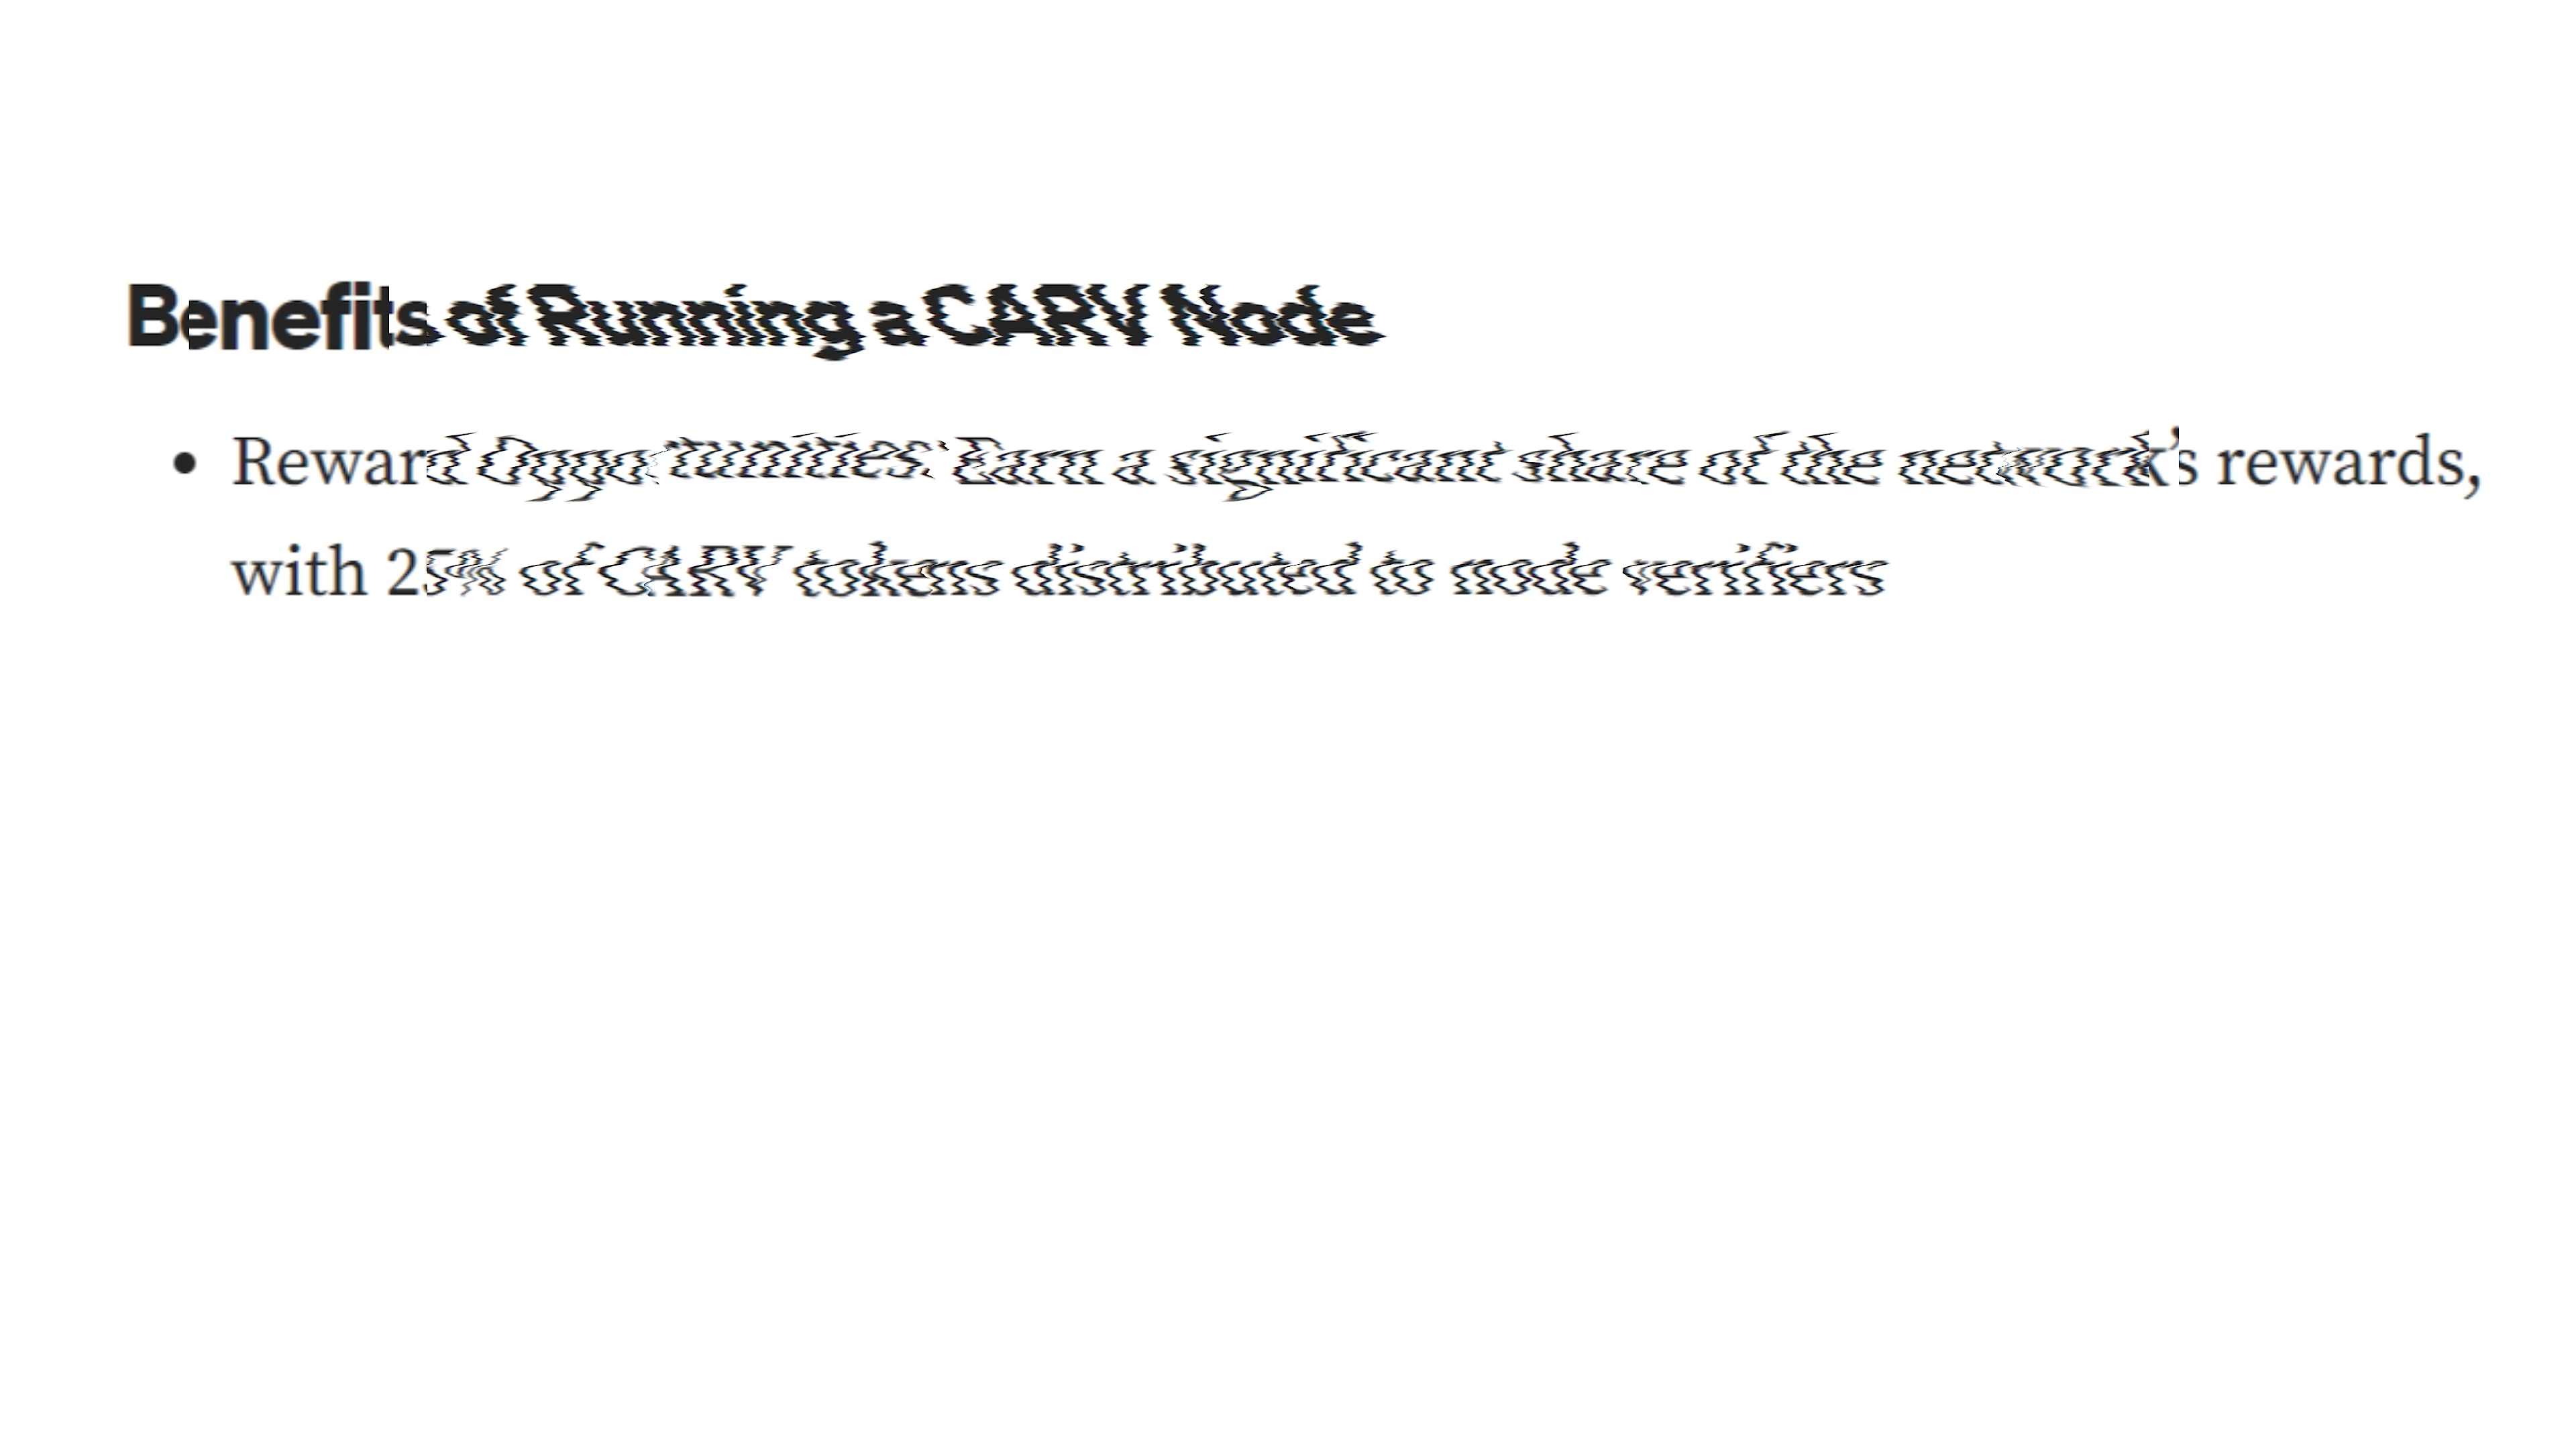 Benefits of Running a CARV Node
• Reward Opportunities: Earn a significant share of the network’s rewards,
with 25% of CARV tokens distributed to node verifiers